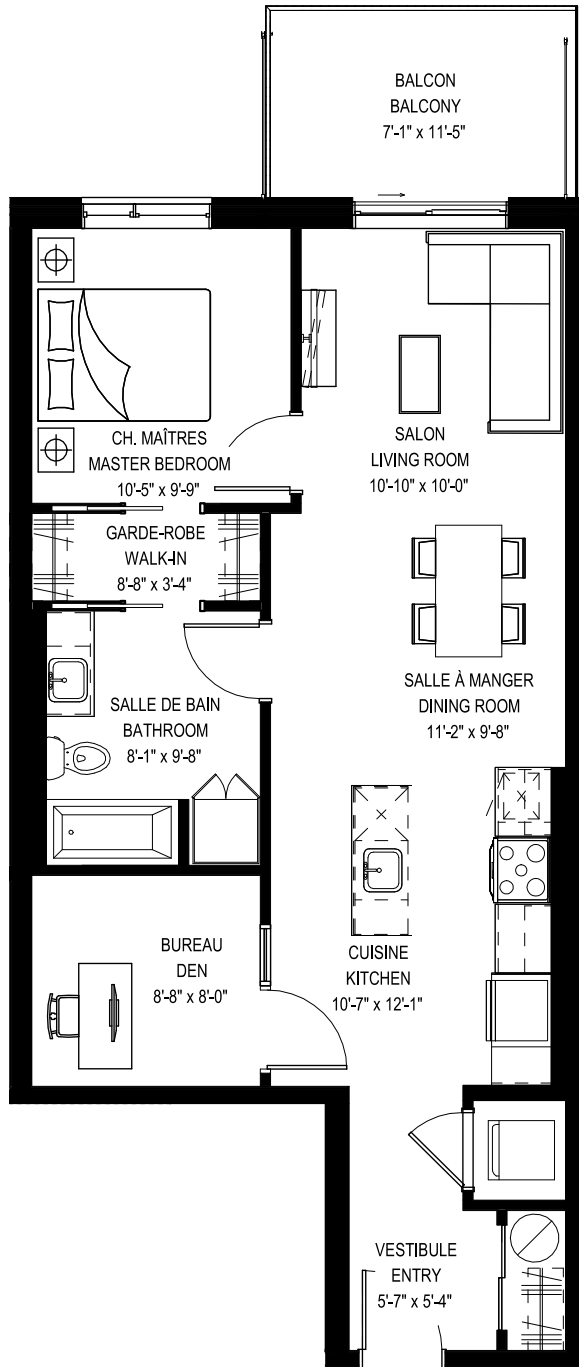 BALCON
BALCONY
7'-1" x 11'-5"
CH. MAÎTRES
MASTER BEDROOM
10'-5" x 9'-9"
SALON
LIVING ROOM
10'-10" x 10'-0"
GARDE-ROBE
WALK-IN
8'-8" x 3'-4"
SALLE À MANGER
DINING ROOM
11'-2" x 9'-8"
SALLE DE BAIN
BATHROOM
8'-1" x 9'-8"
BUREAU
DEN
8'-8" x 8'-0"
CUISINE
KITCHEN
10'-7" x 12'-1"
VESTIBULE
ENTRY
5'-7" x 5'-4"